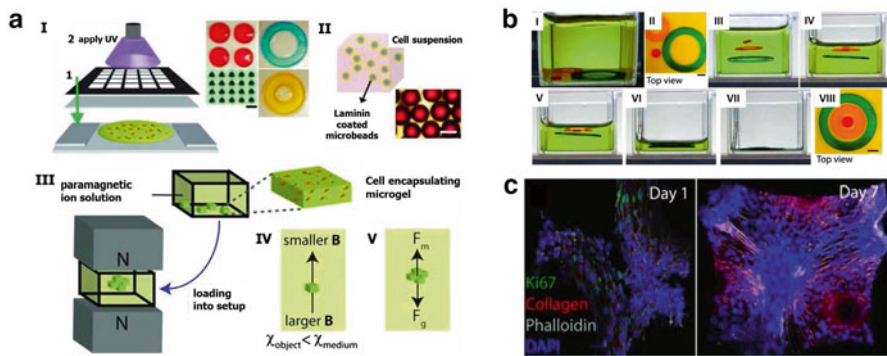 a
I
2 apply UV
1
II
Cell suspension
Laminin
coated
microbeads
III
paramagnetic
ion solution
Cell encapsulating
microgel
N
N
loading
into setup
IV
smaller B
larger B
χobject < χmedium
V
Fm
Fg
b
I
II
Top view
III
IV
V
VI
VII
VIII
Top view
c
Day 1
Ki67
Collagen
Phalloidin
DAPI
Day 7